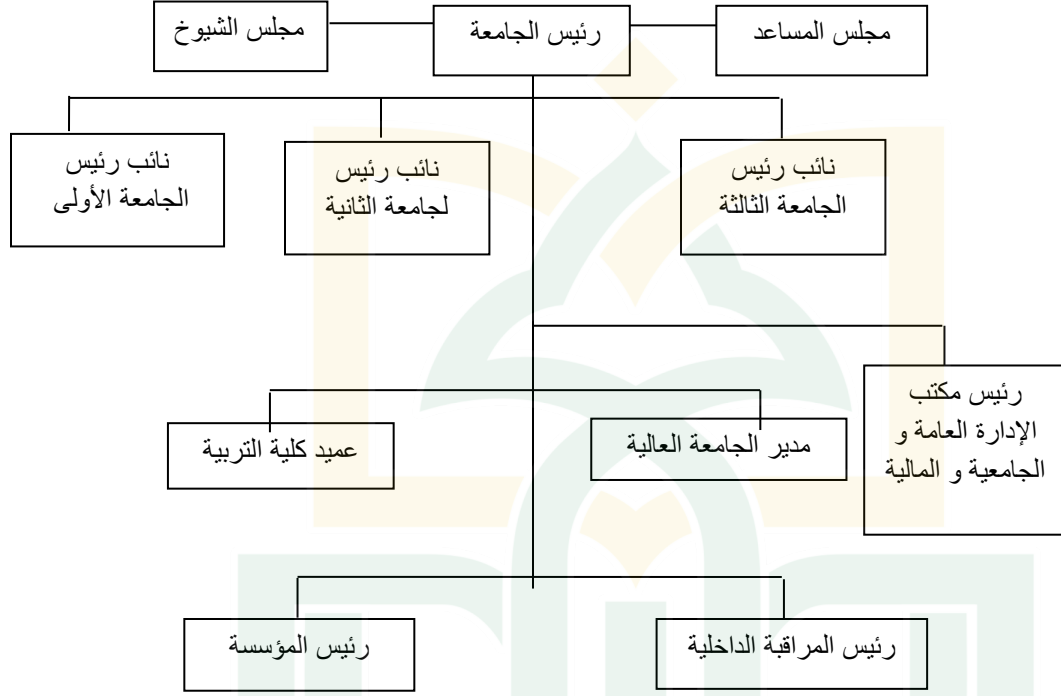 مجلس المساعد
رئيس الجامعة
مجلس الشيوخ
نائب رئيس
الجامعة الثالثة
نائب رئيس
لجامعة الثانية
نائب رئيس
الجامعة الأولى
رئيس مكتب
الإدارة العامة و
الجامعية و المالية
مدير الجامعة العالية
عميد كلية التربية
رئيس المراقبة الداخلية
رئيس المؤسسة